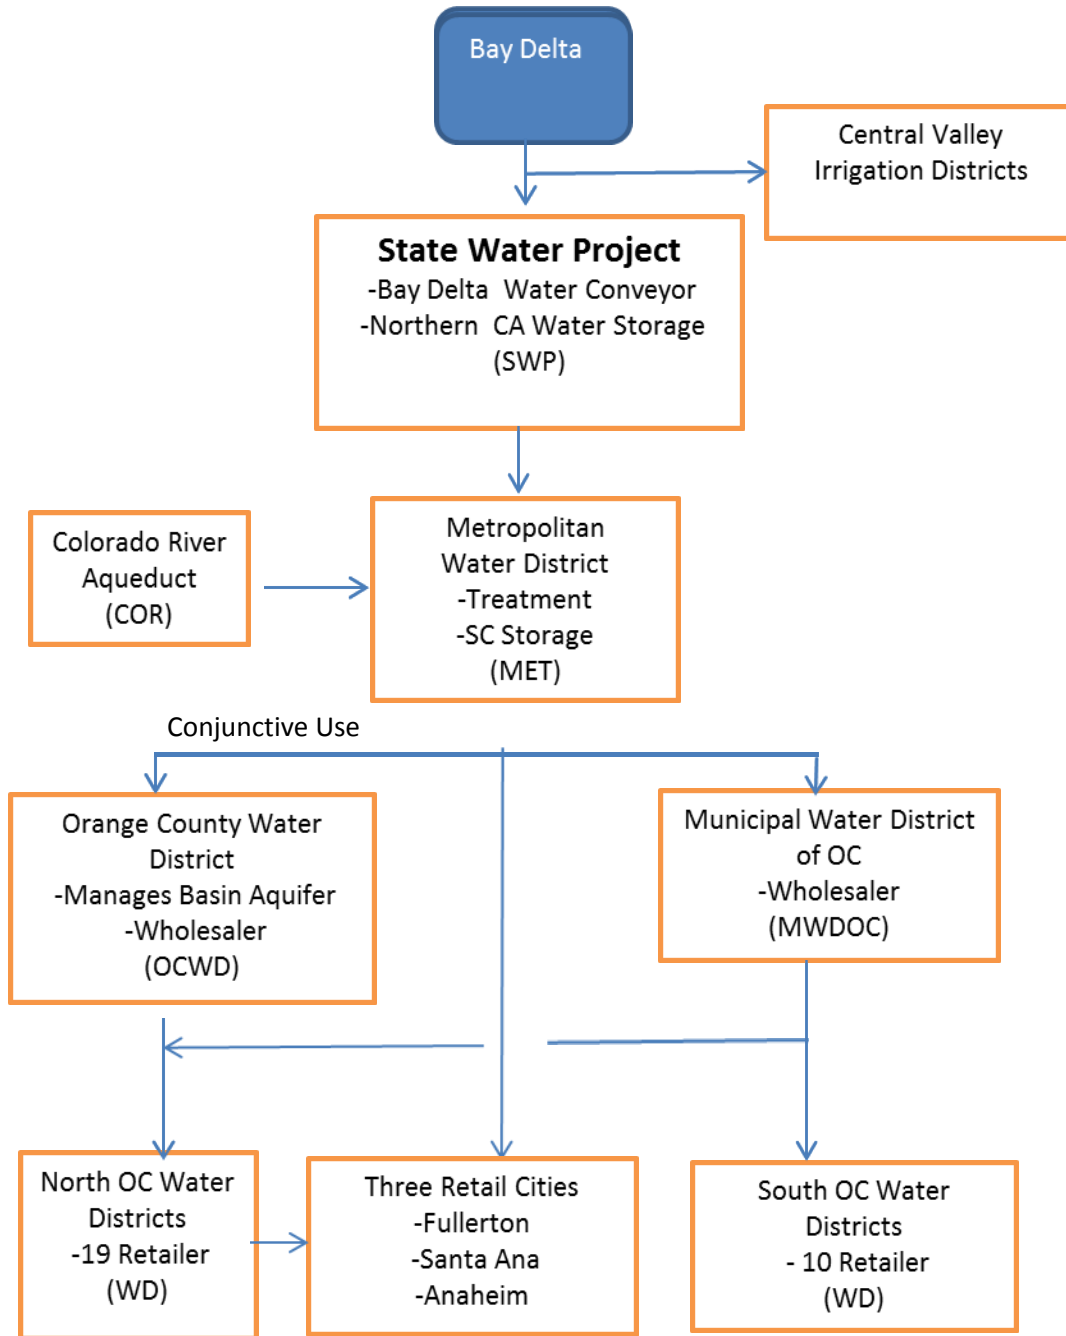 Bay Delta
Central Valley
Irrigation Districts
State Water Project
-Bay Delta Water Conveyor
-Northern CA Water Storage
(SWP)
Colorado River
Aqueduct
(COR)
Metropolitan
Water District
-Treatment
-SC Storage
(MET)
Conjunctive Use
Orange County Water
District
-Manages Basin Aquifer
-Wholesaler
(OCWD)
Municipal Water District
of OC
-Wholesaler
(MWDOC)
North OC Water
Districts
-19 Retailer
(WD)
Three Retail Cities
-Fullerton
-Santa Ana
-Anaheim
South OC Water
Districts
- 10 Retailer
(WD)